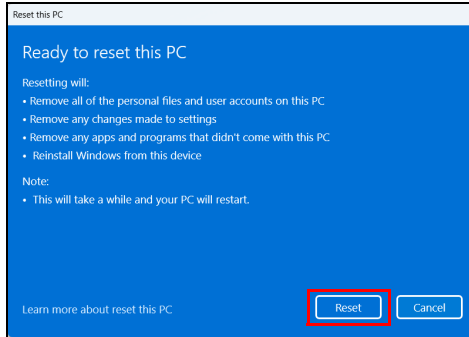 Reset this PC
Ready to reset this PC
Resetting will:
• Remove all of the personal files and user accounts on this PC
• Remove any changes made to settings
• Remove any apps and programs that didn't come with this PC
• Reinstall Windows from this device
Note:
• This will take a while and your PC will restart.
Learn more about reset this PC
Reset
Cancel